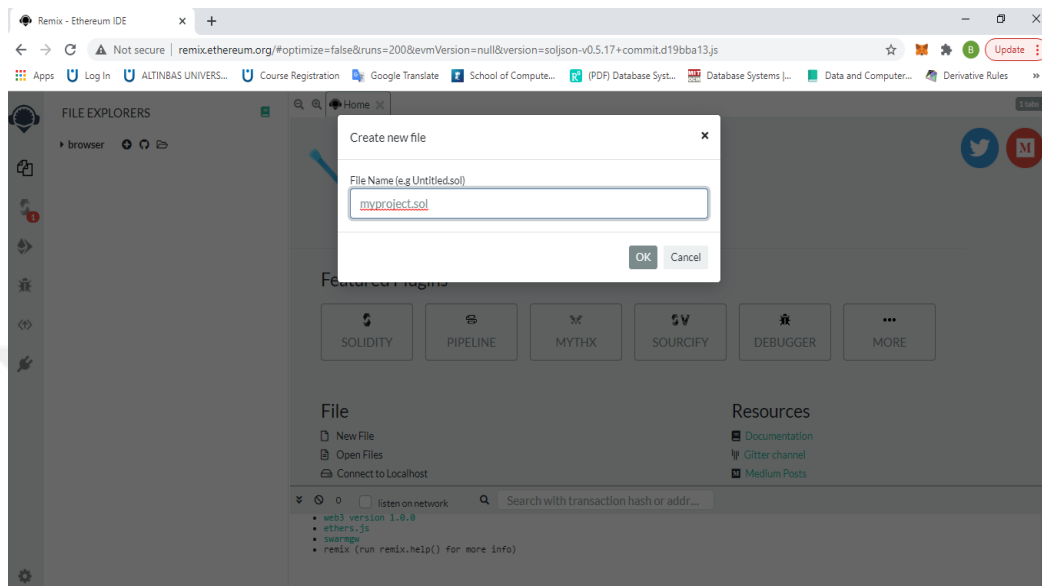 Remix - Ethereum IDE
Not secure | remix.ethereum.org/#optimize=false&runs=200&evmVersion=null&version=soljson-v0.5.17+commit.d19bba13.js
B
Update
Apps
Log In
ALTINBAS UNIVERS...
Course Registration
Google Translate
School of Compute...
(PDF) Database Syst...
Database Systems |...
Data and Computer...
Derivative Rules
»
FILE EXPLORERS
Home
1 tabs
browser
Create new file
File Name (e.g Untitled.sol)
myproject.sol
OK Cancel
M
1
SOLIDITY
PIPELINE
MYTHX
SOURCIFY
DEBUGGER
MORE
File
New File
Open Files
Connect to Localhost
Resources
Documentation
Gitter channel
Medium Posts
0 listen on network Search with transaction hash or addr...
web3 version 1.0.0
ethers.js
swarmgw
remix (run remix.help() for more info)